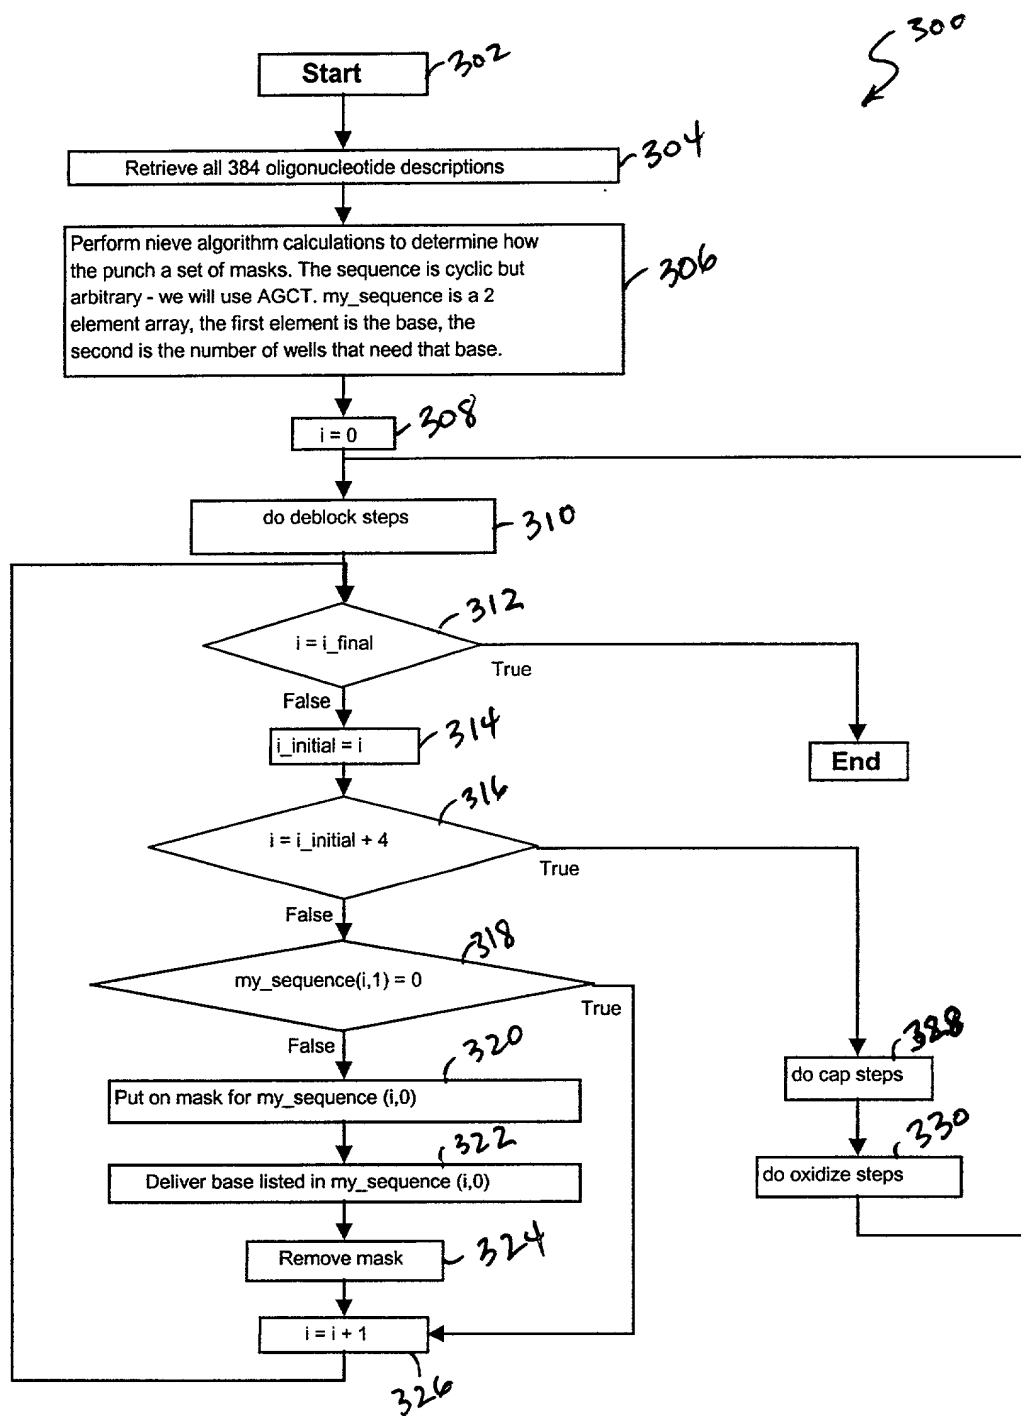 300
Start
302
Retrieve all 384 oligonucleotide descriptions
304
Perform nieve algorithm calculations to determine how
the punch a set of masks. The sequence is cyclic but
arbitrary - we will use AGCT. my_sequence is a 2
element array, the first element is the base, the
second is the number of wells that need that base.
306
i = 0
308
do deblock steps
310
i = i_final
312
True
False
i_initial = i
314
End
i = i_initial + 4
316
True
False
my_sequence(i,1) = 0
318
True
False
Put on mask for my_sequence (i,0)
320
do cap steps
388
Deliver base listed in my_sequence (i,0)
322
do oxidize steps
330
Remove mask
324
i = i + 1
326